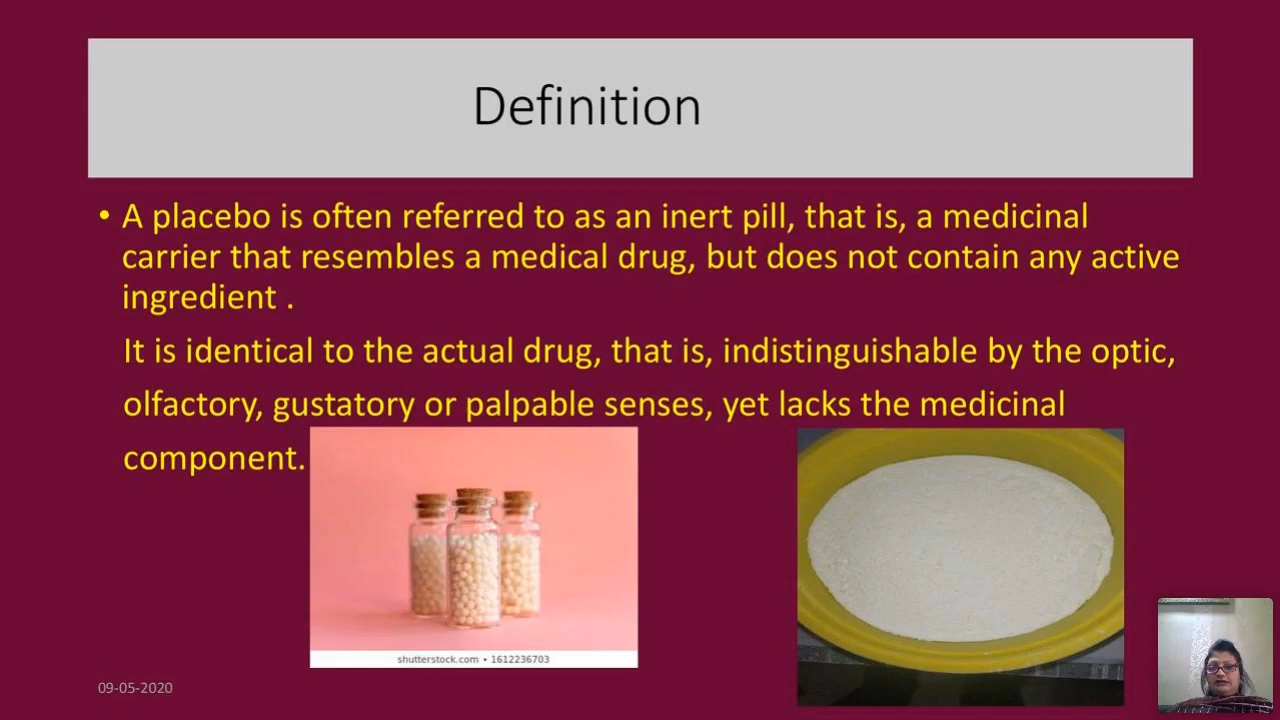 Definition
• A placebo is often referred to as an inert pill, that is, a medicinal
carrier that resembles a medical drug, but does not contain any active
ingredient .
It is identical to the actual drug, that is, indistinguishable by the optic,
olfactory, gustatory or palpable senses, yet lacks the medicinal
component.
shutterstock.com • 1612236703
09-05-2020